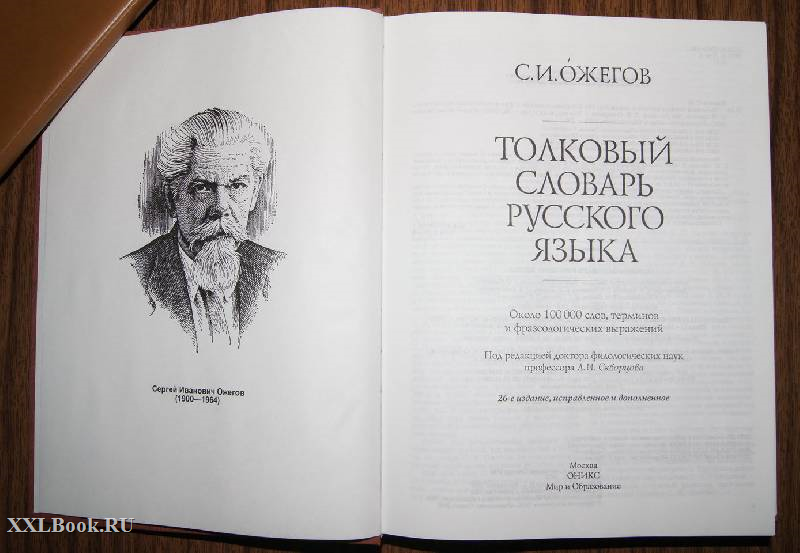 Сергей Иванович Ожегов
(1900—1964)
С.И. О́ЖЕГОВ
ТОЛКОВЫЙ
СЛОВАРЬ
РУССКОГО
ЯЗЫКА
Около 100 000 слов, терминов
и фразеологических выражений
Под редакцией доктора филологических наук,
профессора Л.И. Скворцова
26-е издание, исправленное и дополненное
Москва
ОНИКС
Мир и Образование
XXLBook.RU